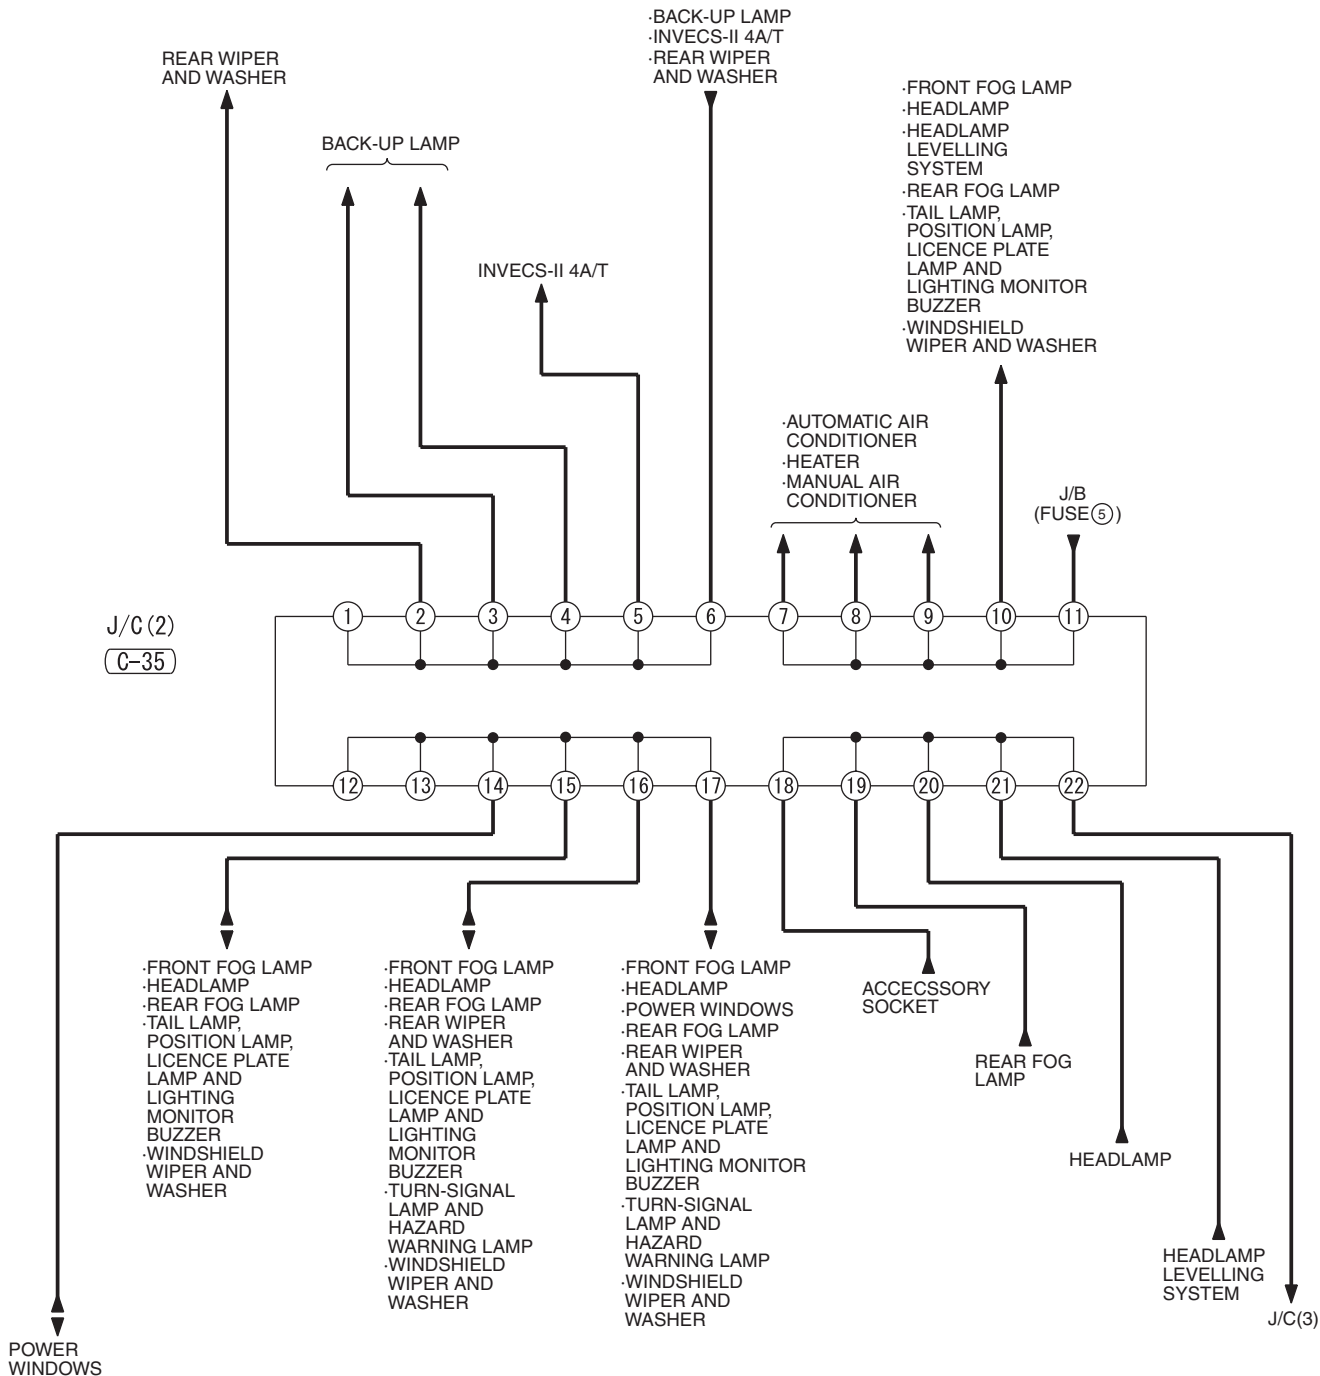 ·BACK-UP LAMP
·INVECS-II 4A/T
·REAR WIPER
AND WASHER
REAR WIPER
AND WASHER
BACK-UP LAMP
INVECS-II 4A/T
·FRONT FOG LAMP
·HEADLAMP
·HEADLAMP
LEVELLING
SYSTEM
·REAR FOG LAMP
·TAIL LAMP,
POSITION LAMP,
LICENCE PLATE
LAMP AND
LIGHTING MONITOR
BUZZER
·WINDSHIELD
WIPER AND WASHER
·AUTOMATIC AIR
CONDITIONER
·HEATER
·MANUAL AIR
CONDITIONER
J/B
(FUSE⑤)
J/C(2)
C-35
1 2 3 4 5 6 7 8 9 10 11
12 13 14 15 16 17 18 19 20 21 22
·FRONT FOG LAMP
·HEADLAMP
·REAR FOG LAMP
·TAIL LAMP,
POSITION LAMP,
LICENCE PLATE
LAMP AND
LIGHTING
MONITOR
BUZZER
·WINDSHIELD
WIPER AND
WASHER
·FRONT FOG LAMP
·HEADLAMP
·REAR FOG LAMP
·REAR WIPER
AND WASHER
·TAIL LAMP,
POSITION LAMP,
LICENCE PLATE
LAMP AND
LIGHTING
MONITOR
BUZZER
·TURN-SIGNAL
LAMP AND
HAZARD
WARNING LAMP
·WINDSHIELD
WIPER AND
WASHER
·FRONT FOG LAMP
·HEADLAMP
·POWER WINDOWS
·REAR FOG LAMP
·REAR WIPER
AND WASHER
·TAIL LAMP,
POSITION LAMP,
LICENCE PLATE
LAMP AND
LIGHTING MONITOR
BUZZER
·TURN-SIGNAL
LAMP AND
HAZARD
WARNING LAMP
·WINDSHIELD
WIPER AND
WASHER
ACCECSSORY
SOCKET
REAR FOG
LAMP
HEADLAMP
HEADLAMP
LEVELLING
SYSTEM
J/C(3)
POWER
WINDOWS